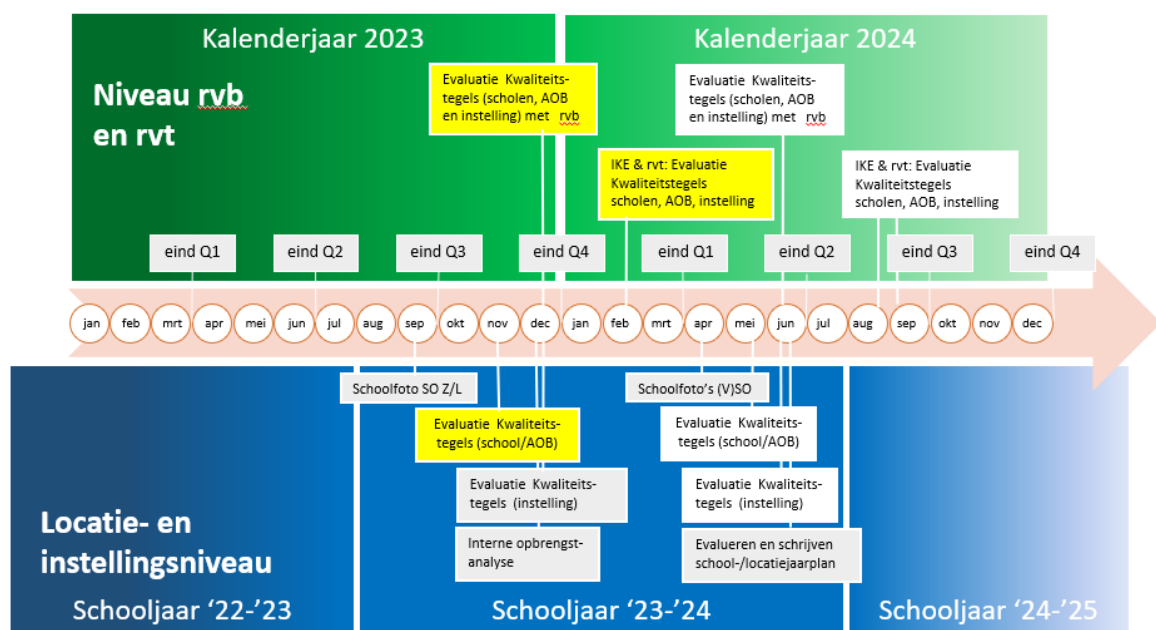 Kalenderjaar 2023
Kalenderjaar 2024
Niveau rvb
en rvt
Evaluatie Kwaliteits-
tegels (scholen, AOB
en instelling) met rvb
Evaluatie Kwaliteits-
tegels (scholen, AOB
en instelling) met rvb
IKE & rvt: Evaluatie
Kwaliteitstegels
scholen, AOB, instelling
IKE & rvt: Evaluatie
Kwaliteitstegels
scholen, AOB, instelling
eind Q1
eind Q2
eind Q3
eind Q4
eind Q1
eind Q2
eind Q3
eind Q4
jan feb mrt apr mei jun jul aug sep okt nov dec jan feb mrt apr mei jun jul aug sep okt nov dec
Schoolfoto SO Z/L
Schoolfoto's (V)SO
Evaluatie Kwaliteits-
tegels (school/AOB)
Evaluatie Kwaliteits-
tegels (school/AOB)
Evaluatie Kwaliteits-
tegels (instelling)
Evaluatie Kwaliteits-
tegels (instelling)
Interne opbrengst-
analyse
Evalueren en schrijven
school-/locatiejaarplan
Locatie- en
instellingsniveau
Schooljaar '22-'23
Schooljaar '23-'24
Schooljaar '24-'25